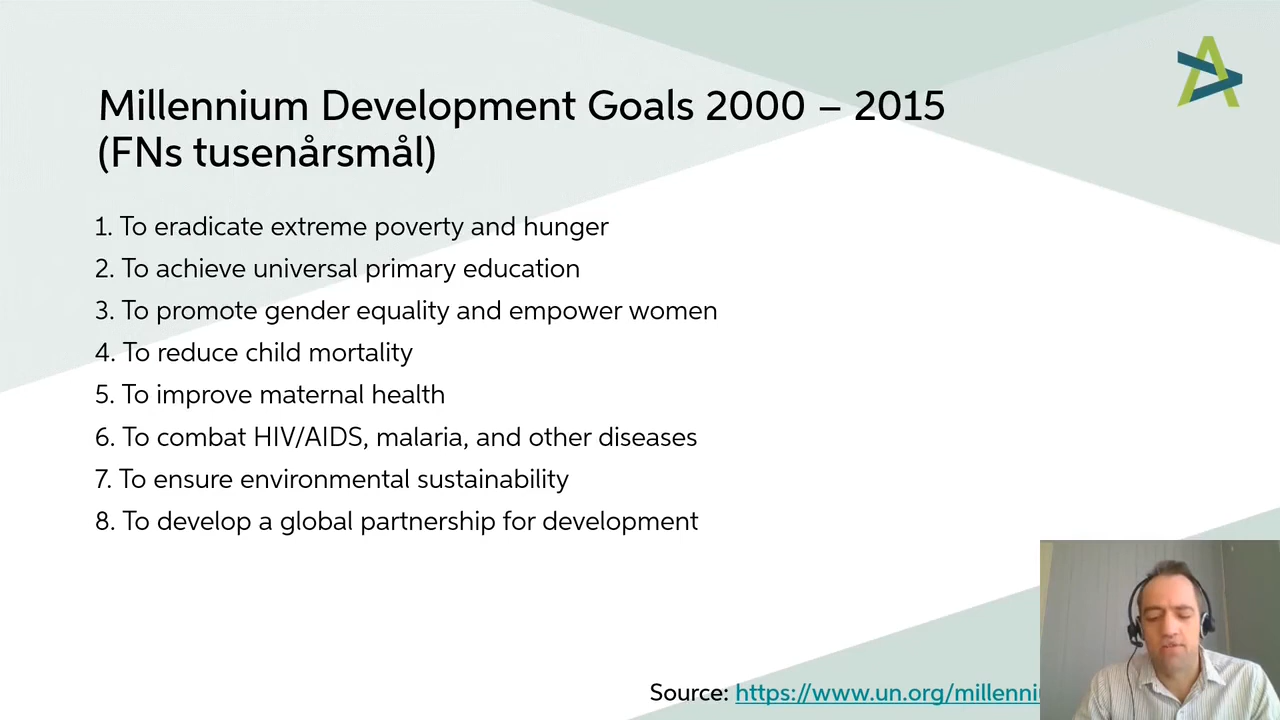 Millennium Development Goals 2000 – 2015
(FNs tusenårsmål)
1. To eradicate extreme poverty and hunger
2. To achieve universal primary education
3. To promote gender equality and empower women
4. To reduce child mortality
5. To improve maternal health
6. To combat HIV/AIDS, malaria, and other diseases
7. To ensure environmental sustainability
8. To develop a global partnership for development
Source: https://www.un.org/millenni